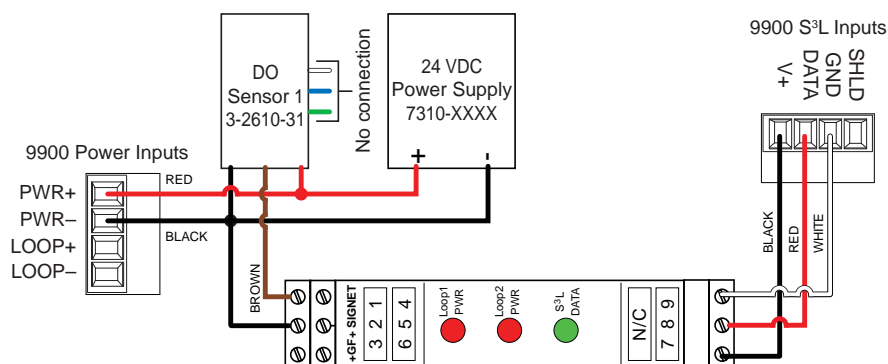 9900 S³L Inputs
V+
DATA
GND
SHLD
DO
Sensor 1
3-2610-31
No connection
24 VDC
Power Supply
7310-XXXX
+
-
9900 Power Inputs
PWR+
PWR–
LOOP+
LOOP–
RED
BLACK
BROWN
BLACK
RED
WHITE
+GF+ SIGNET
3 2 1
6 5 4
Loop1
PWR
Loop2
PWR
S³L
DATA
N/C
7 8 9